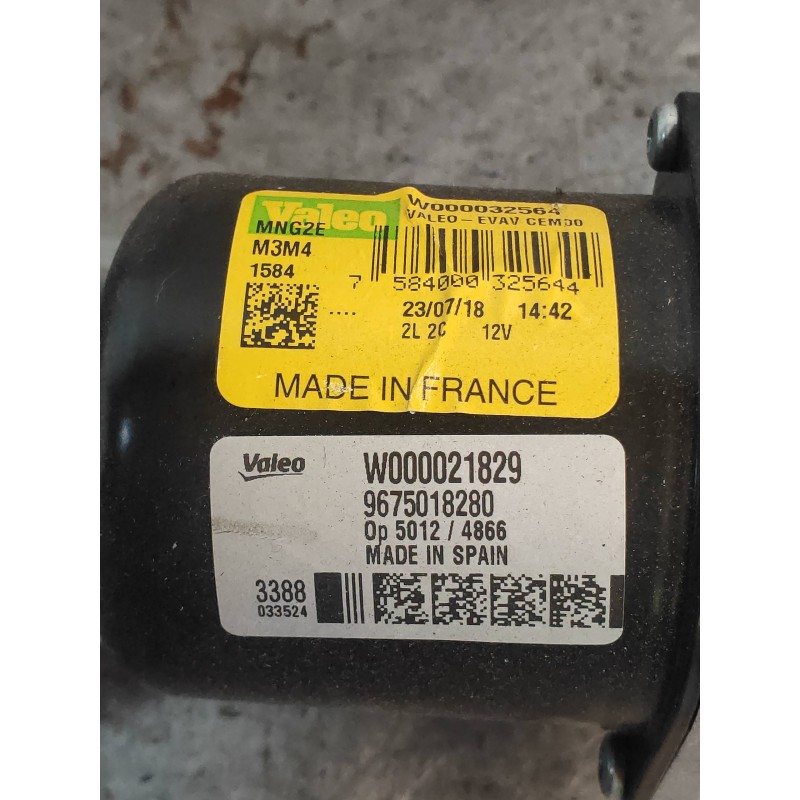 Valeo
W000032564
MNG2E
VALEO - EVAV CEM00
M3M4
1584
7 584000 325644
.... 23/07/18 14:42
2L 2C 12V
MADE IN FRANCE
Valeo
W000021829
9675018280
Op 5012 / 4866
MADE IN SPAIN
3388
033524